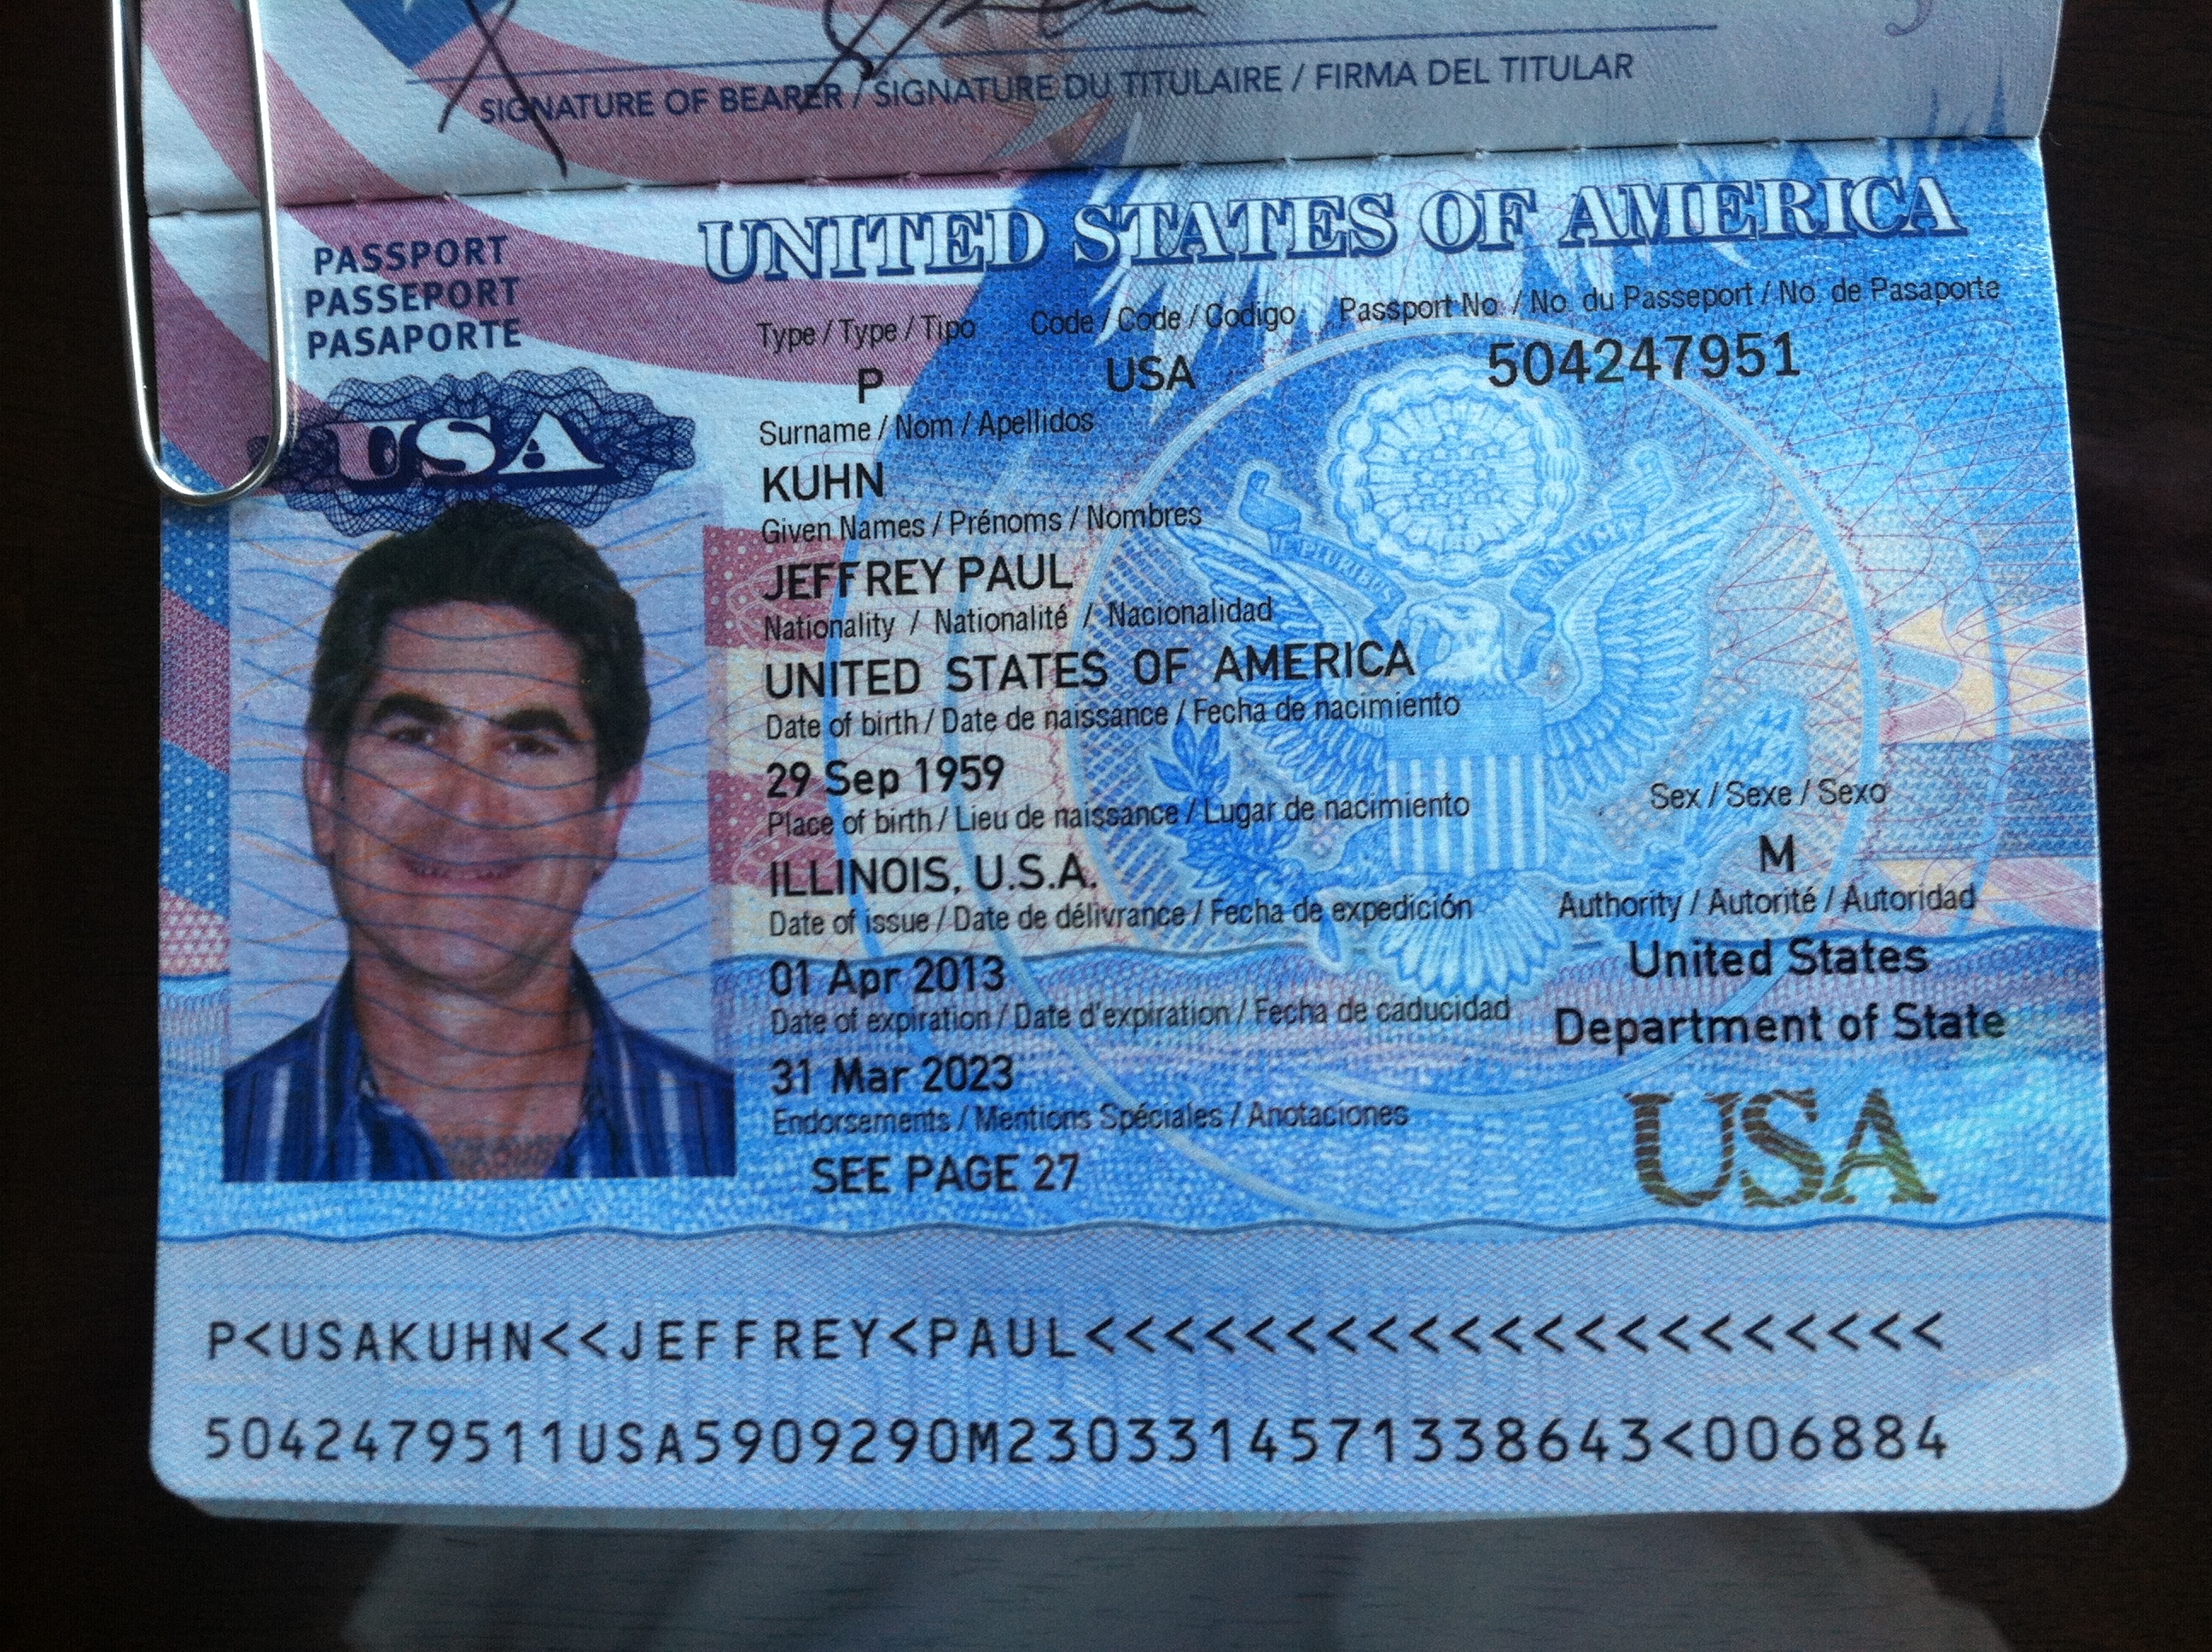 SIGNATURE OF BEARER / SIGNATURE DU TITULAIRE / FIRMA DEL TITULAR
PASSPORT
PASSEPORT
PASAPORTE
USA
UNITED STATES OF AMERICA
Type / Type / Tipo Code / Code / Codigo Passport No. / No. du Passeport / No. de Pasaporte
P USA 504247951
Surname / Nom / Apellidos
KUHN
Given Names / Prénoms / Nombres
JEFFREY PAUL
Nationality / Nationalité / Nacionalidad
UNITED STATES OF AMERICA
Date of birth / Date de naissance / Fecha de nacimiento
29 Sep 1959
Place of birth / Lieu de naissance / Lugar de nacimiento
ILLINOIS, U.S.A.
Date of issue / Date de délivrance / Fecha de expedición
01 Apr 2013
Date of expiration / Date d'expiration / Fecha de caducidad
31 Mar 2023
Endorsements / Mentions Spéciales / Anotaciones
SEE PAGE 27
Sex / Sexe / Sexo
M
Authority / Autorité / Autoridad
United States
Department of State
USA
E PLURIBUS UNUM
P<USAKUHN<<JEFFREY<PAUL<<<<<<<<<<<<<<<<<<<<<
5042479511USA5909290M2303314571338643<006884